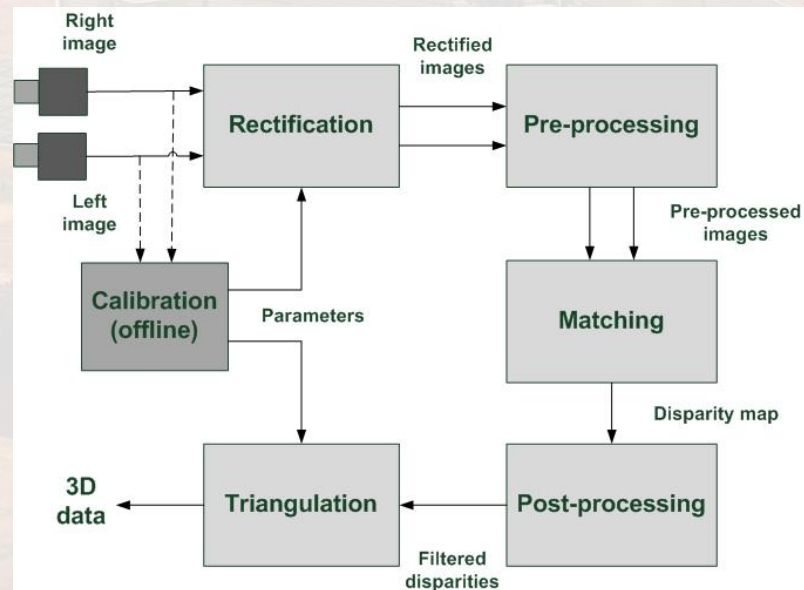 Right
image
Rectified
images
Rectification
Pre-processing
Left
image
Pre-processed
images
Calibration
(offline)
Parameters
Matching
Disparity map
3D
data
Triangulation
Post-processing
Filtered
disparities